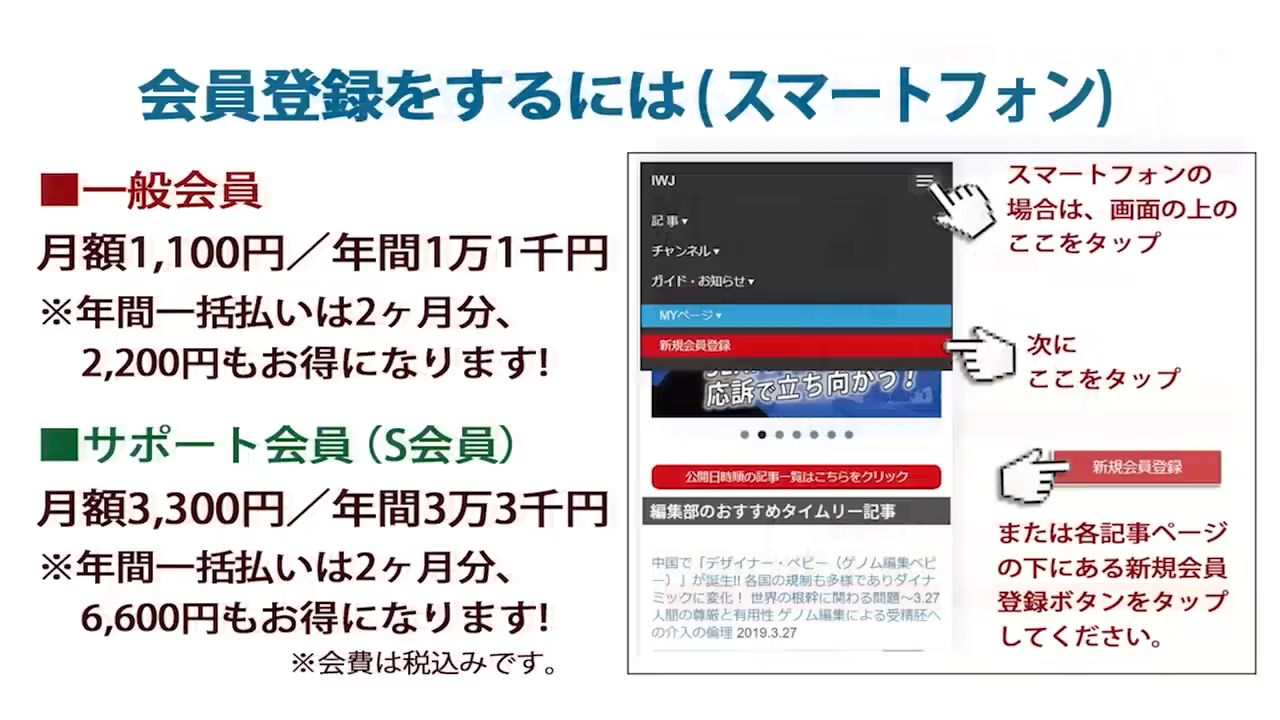 会員登録をするには(スマートフォン)
■一般会員
月額1,100円／年間1万1千円
※年間一括払いは2ヶ月分、
2,200円もお得になります!
■サポート会員（S会員）
月額3,300円／年間3万3千円
※年間一括払いは2ヶ月分、
6,600円もお得になります!
※会費は税込みです。
IWJ
記事▾
チャンネル▾
ガイド・お知らせ▾
MYページ▾
新規会員登録
応訴で立ち向かう！
公開日時順の記事一覧はこちらをクリック
編集部のおすすめタイムリー記事
中国で「デザイナー・ベビー（ゲノム編集ベビ
ー）」が誕生!! 各国の規制も多様でありダイナ
ミックに変化！ 世界の根幹に関わる問題～3.27
人間の尊厳と有用性 ゲノム編集による受精胚へ
の介入の倫理 2019.3.27
スマートフォンの
場合は、画面の上の
ここをタップ
次に
ここをタップ
新規会員登録
または各記事ページ
の下にある新規会員
登録ボタンをタップ
してください。